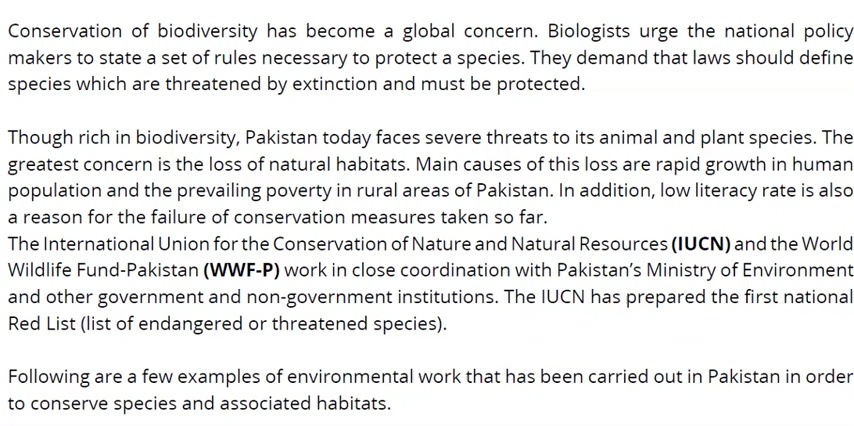 Conservation of biodiversity has become a global concern. Biologists urge the national policy
makers to state a set of rules necessary to protect a species. They demand that laws should define
species which are threatened by extinction and must be protected.
Though rich in biodiversity, Pakistan today faces severe threats to its animal and plant species. The
greatest concern is the loss of natural habitats. Main causes of this loss are rapid growth in human
population and the prevailing poverty in rural areas of Pakistan. In addition, low literacy rate is also
a reason for the failure of conservation measures taken so far.
The International Union for the Conservation of Nature and Natural Resources (IUCN) and the World
Wildlife Fund-Pakistan (WWF-P) work in close coordination with Pakistan's Ministry of Environment
and other government and non-government institutions. The IUCN has prepared the first national
Red List (list of endangered or threatened species).
Following are a few examples of environmental work that has been carried out in Pakistan in order
to conserve species and associated habitats.